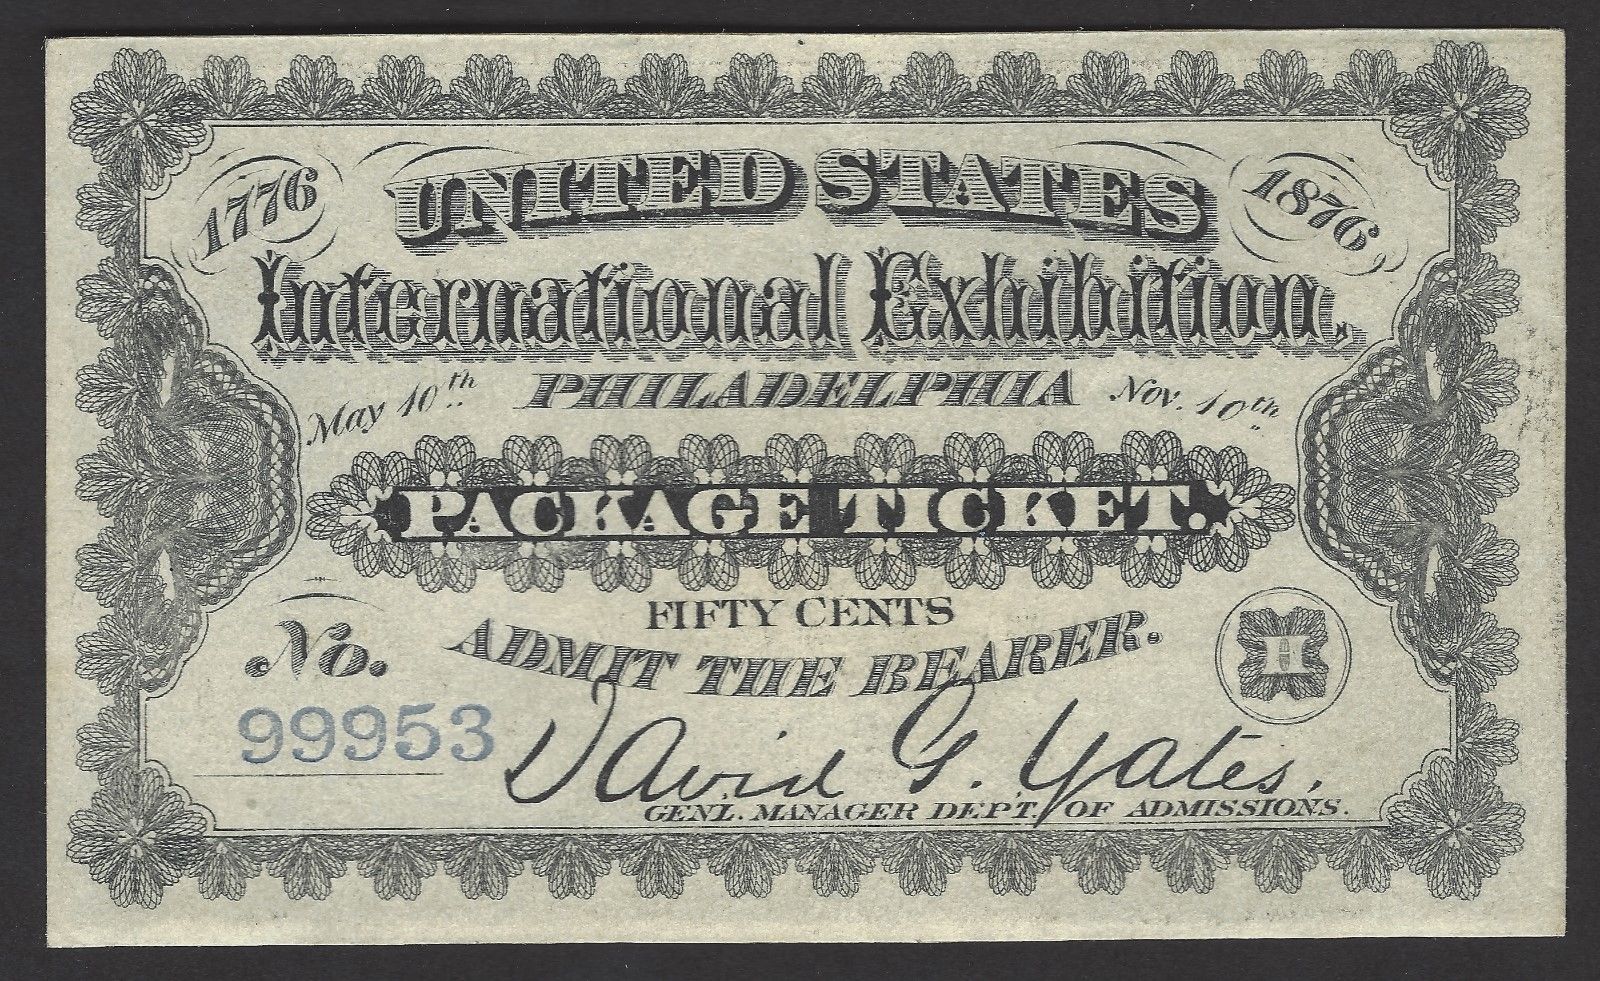 1776 UNITED STATES 1876,
International Exhibition,
May 10th PHILADELPHIA Nov. 10th
PACKAGE TICKET.
FIFTY CENTS
ADMIT THE BEARER.
No. 99953
H
David G. Yates,
GENL. MANAGER DEP'T. OF ADMISSIONS.